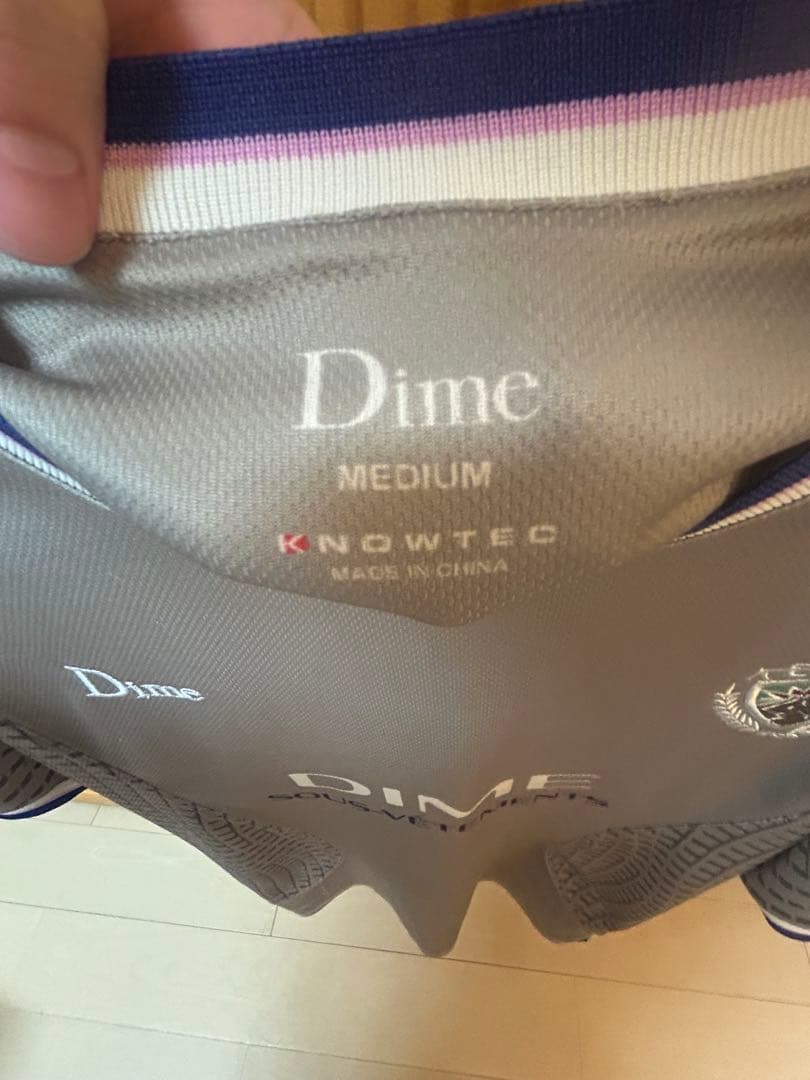 Dime
MEDIUM
KNOWTEC
MADE IN CHINA
Dime
DIME
SOUS-VÊTEMENTS